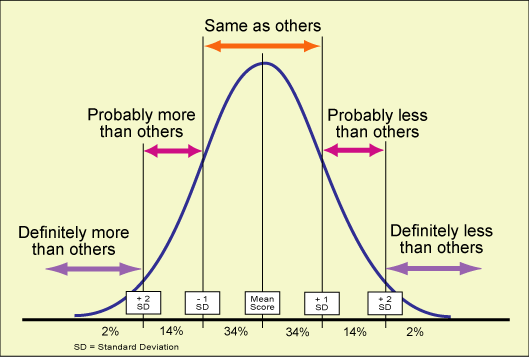 Same as others
Probably more
than others
Probably less
than others
Definitely more
than others
Definitely less
than others
+ 2
SD
- 1
SD
Mean
Score
+ 1
SD
+ 2
SD
2%
14%
34%
34%
14%
2%
SD = Standard Deviation